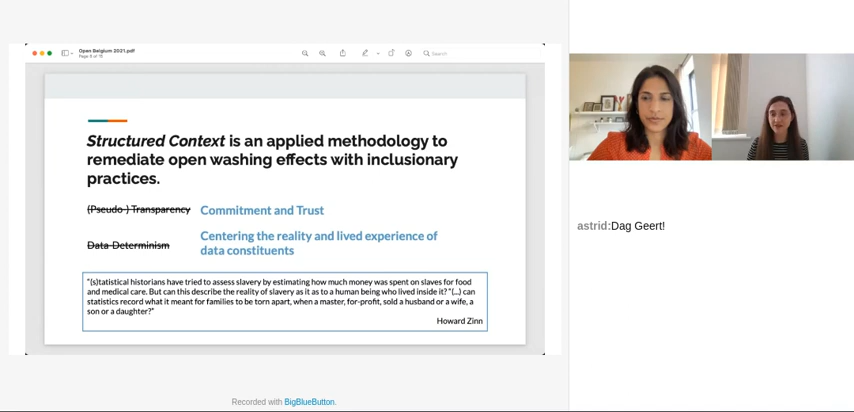 Open Belgium 2021.pdf
Page 8 of 15
Search
Structured Context is an applied methodology to
remediate open washing effects with inclusionary
practices.
(Pseudo-) Transparency Commitment and Trust
Data-Determinism Centering the reality and lived experience of
data constituents
"(s)tatistical historians have tried to assess slavery by estimating how much money was spent on slaves for food
and medical care. But can this describe the reality of slavery as it as to a human being who lived inside it? "(...) can
statistics record what it meant for families to be torn apart, when a master, for-profit, sold a husband or a wife, a
son or a daughter?"
Howard Zinn
astrid:Dag Geert!
Recorded with BigBlueButton.